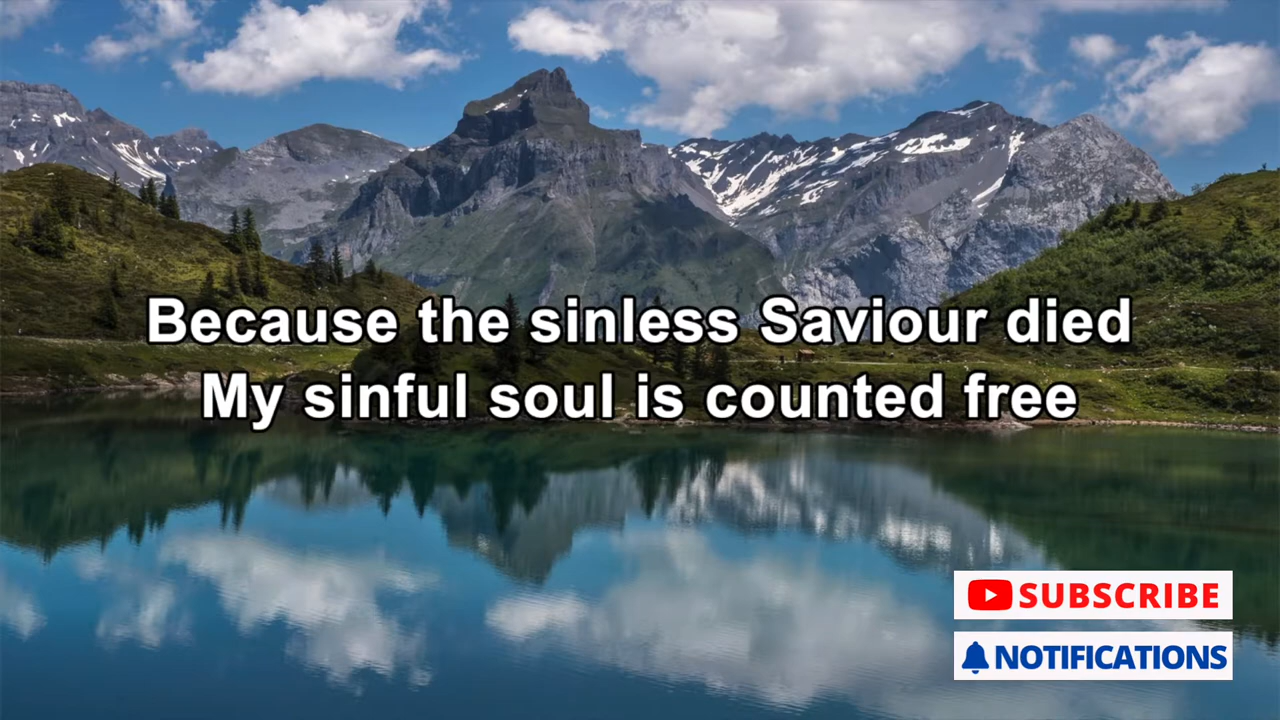 Because the sinless Saviour died
My sinful soul is counted free
SUBSCRIBE
NOTIFICATIONS